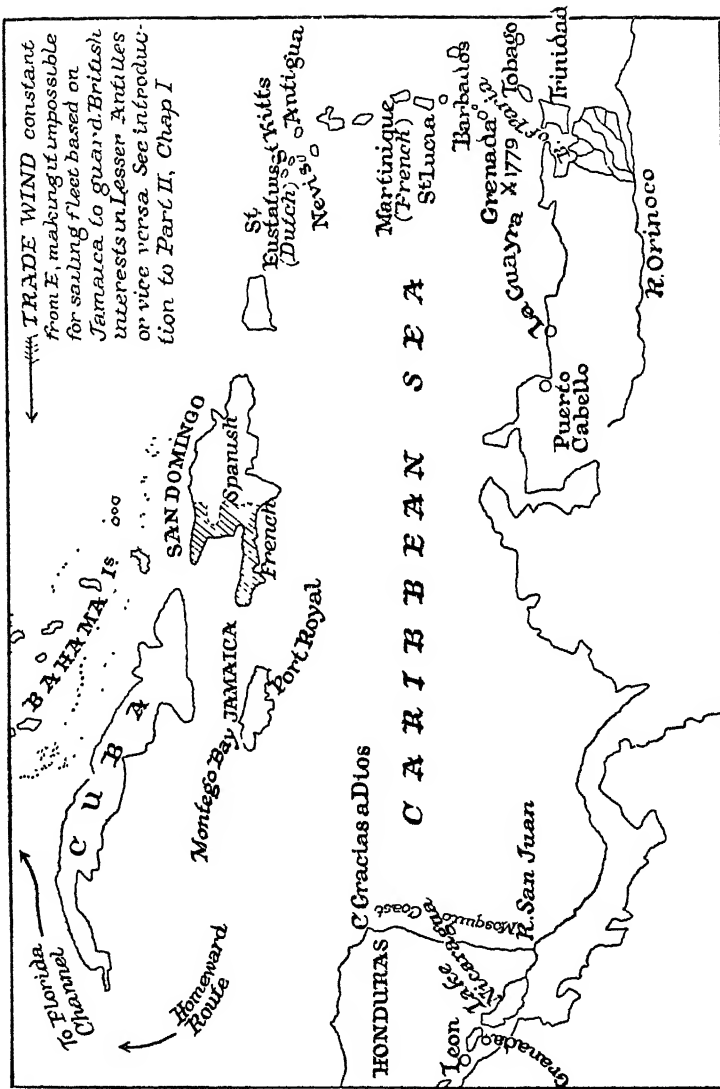 TRADE WIND constant
from E, making it impossible
for sailing fleet based on
Jamaica to guard British
interests in Lesser Antilles
or vice versa. See introduc-
tion to Part II, Chap I
To Florida
Channel
Homeward
Route
CUBA
BAHAMA IS
SAN DOMINGO
Spanish
French
Montego Bay
JAMAICA
Port Royal
St.
Eustatius
(Dutch)
St Kitts
Nevis
Antigua
Martinique
(French)
St Lucia
Barbados
Grenada
X 1779
Tobago
G. of Paria
Trinidad
CARIBBEAN SEA
C Gracias a Dios
HONDURAS
Mosquito
Coast
Lake
Nicaragua
R. San Juan
Leon
Granada
Puerto
Cabello
La Guayra
R. Orinoco